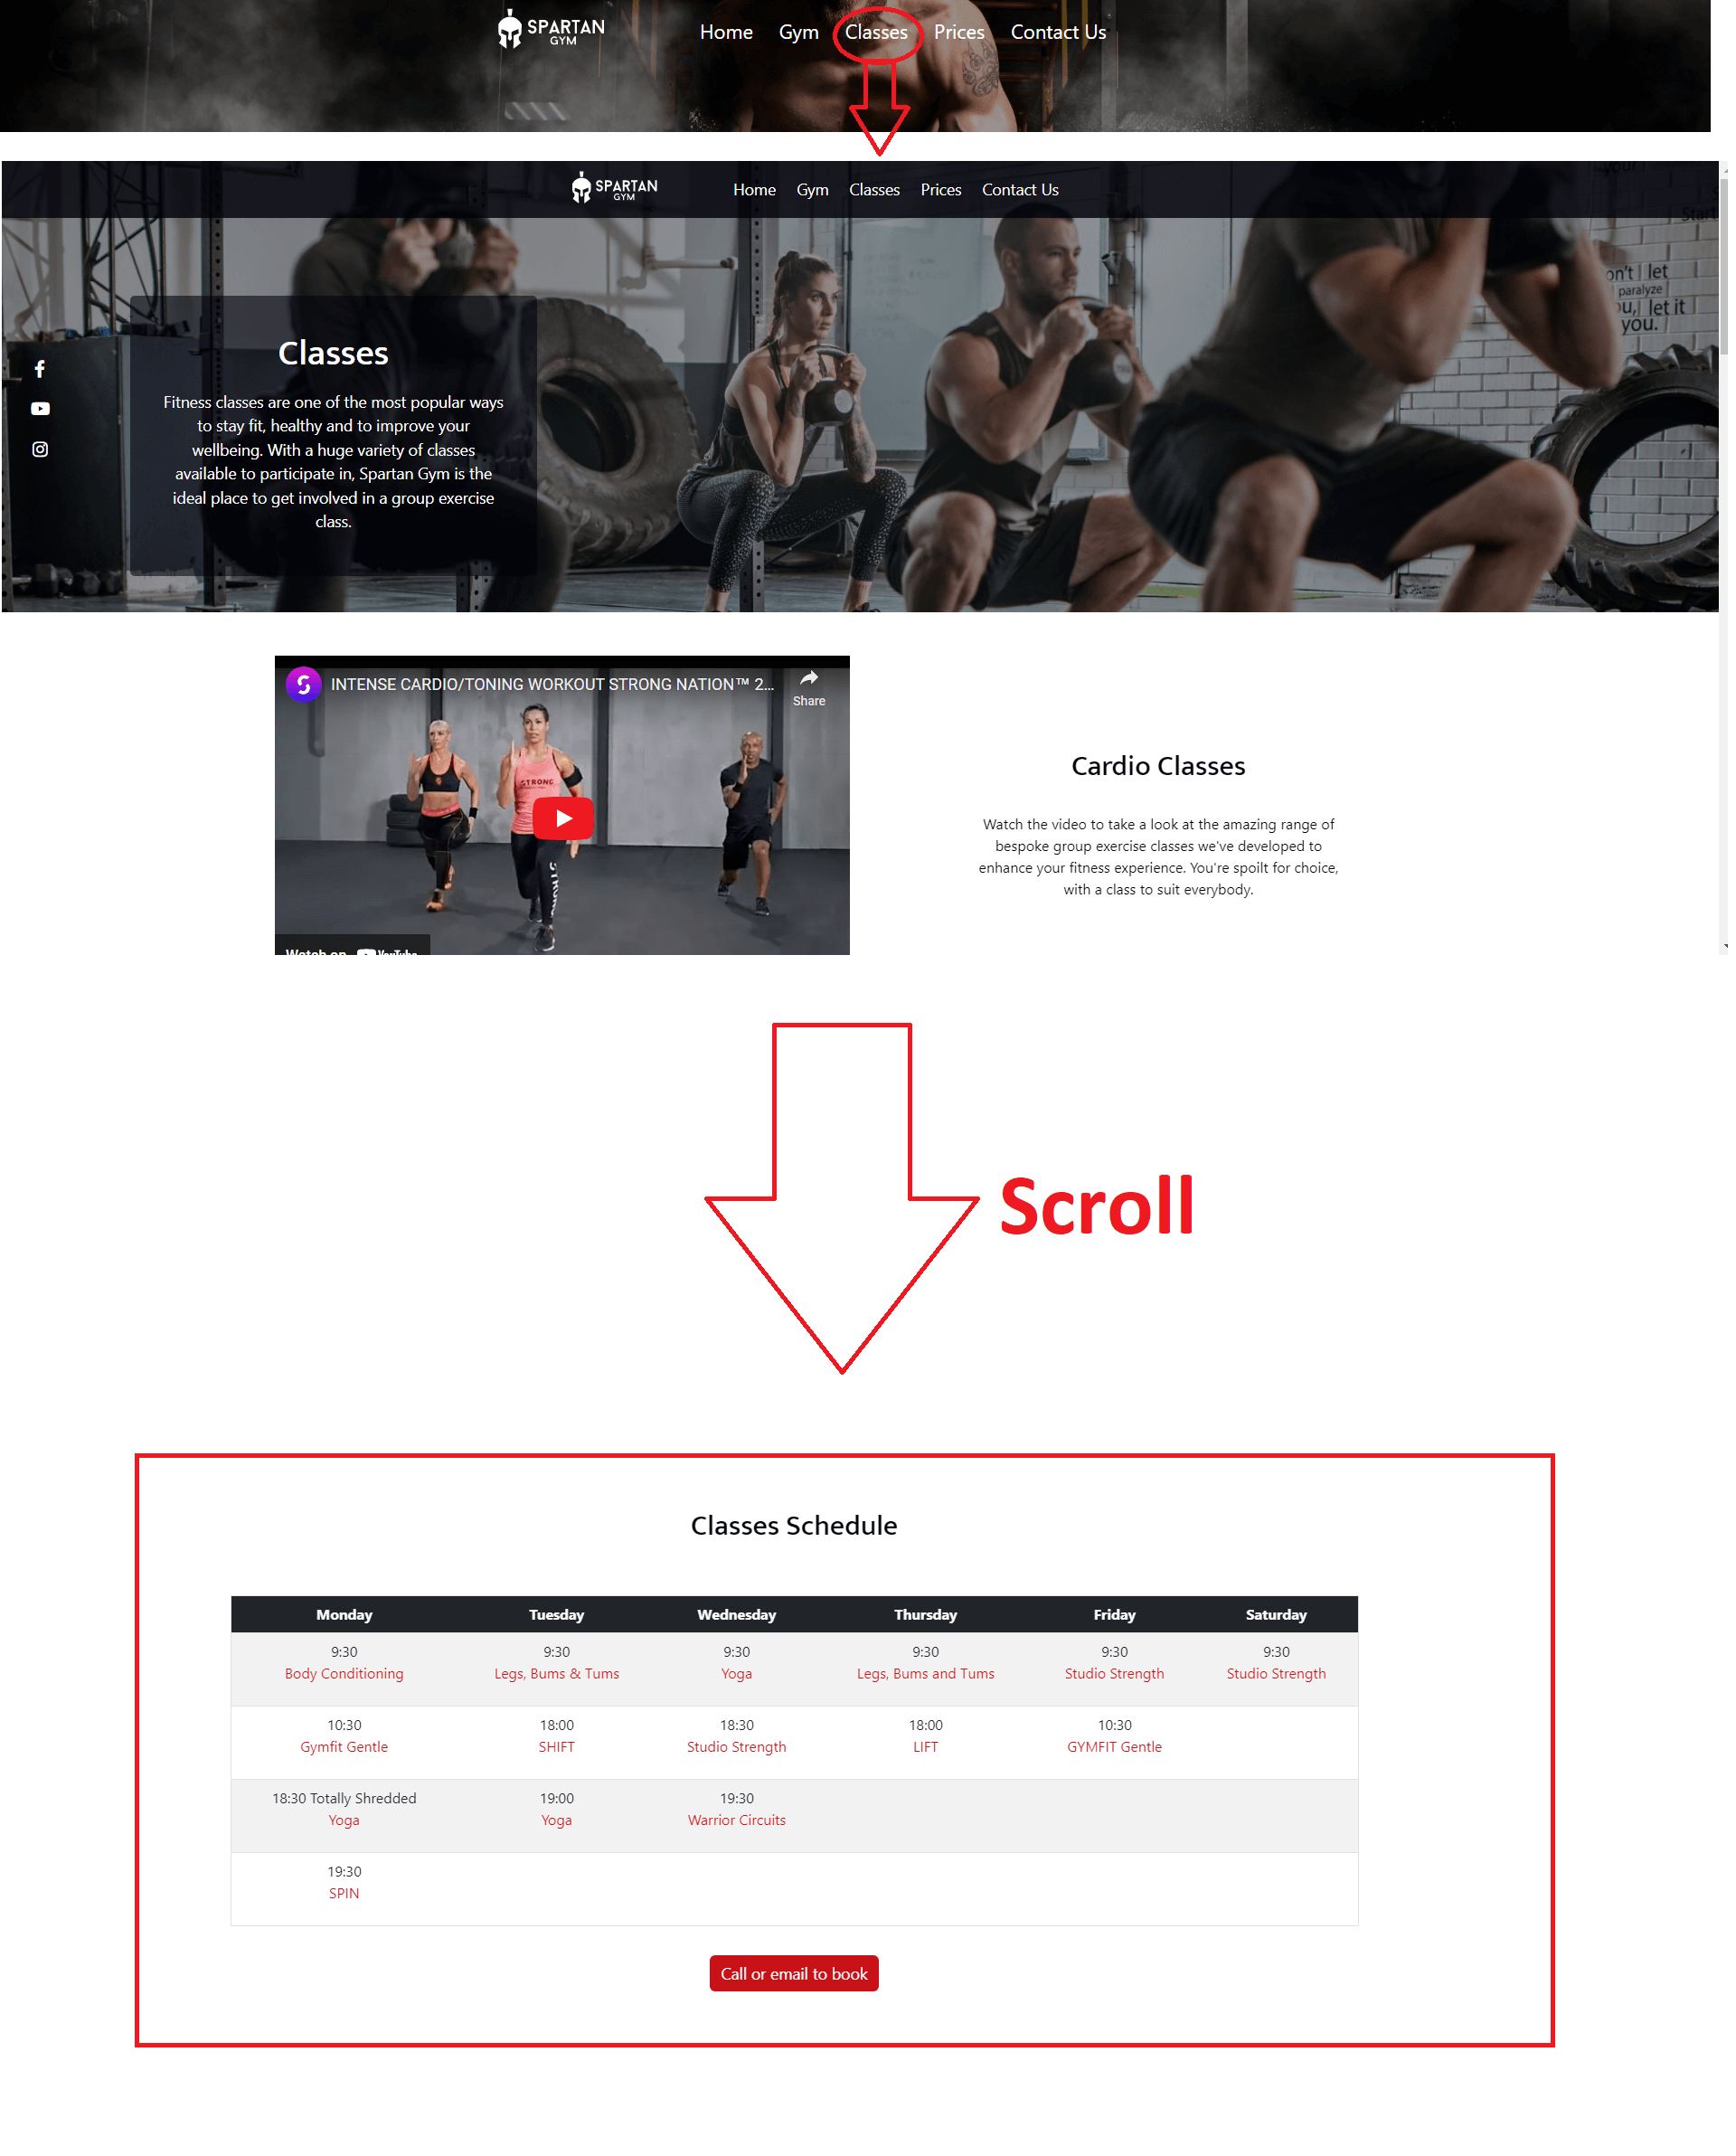 SPARTAN
GYM
Home Gym Classes Prices Contact Us
SPARTAN
GYM
Home Gym Classes Prices Contact Us
Start
on't let
paralyze
you, let it
you.
Classes
Fitness classes are one of the most popular ways
to stay fit, healthy and to improve your
wellbeing. With a huge variety of classes
available to participate in, Spartan Gym is the
ideal place to get involved in a group exercise
class.
INTENSE CARDIO/TONING WORKOUT STRONG NATION™ 2...
Share
STRONG
Watch on YouTube
Cardio Classes
Watch the video to take a look at the amazing range of
bespoke group exercise classes we've developed to
enhance your fitness experience. You're spoilt for choice,
with a class to suit everybody.
Scroll
Classes Schedule
Monday Tuesday Wednesday Thursday Friday Saturday
9:30 9:30 9:30 9:30 9:30 9:30
Body Conditioning Legs, Bums & Tums Yoga Legs, Bums and Tums Studio Strength Studio Strength
10:30 18:00 18:30 18:00 10:30
Gymfit Gentle SHIFT Studio Strength LIFT GYMFIT Gentle
18:30 Totally Shredded 19:00 19:30
Yoga Yoga Warrior Circuits
19:30
SPIN
Call or email to book